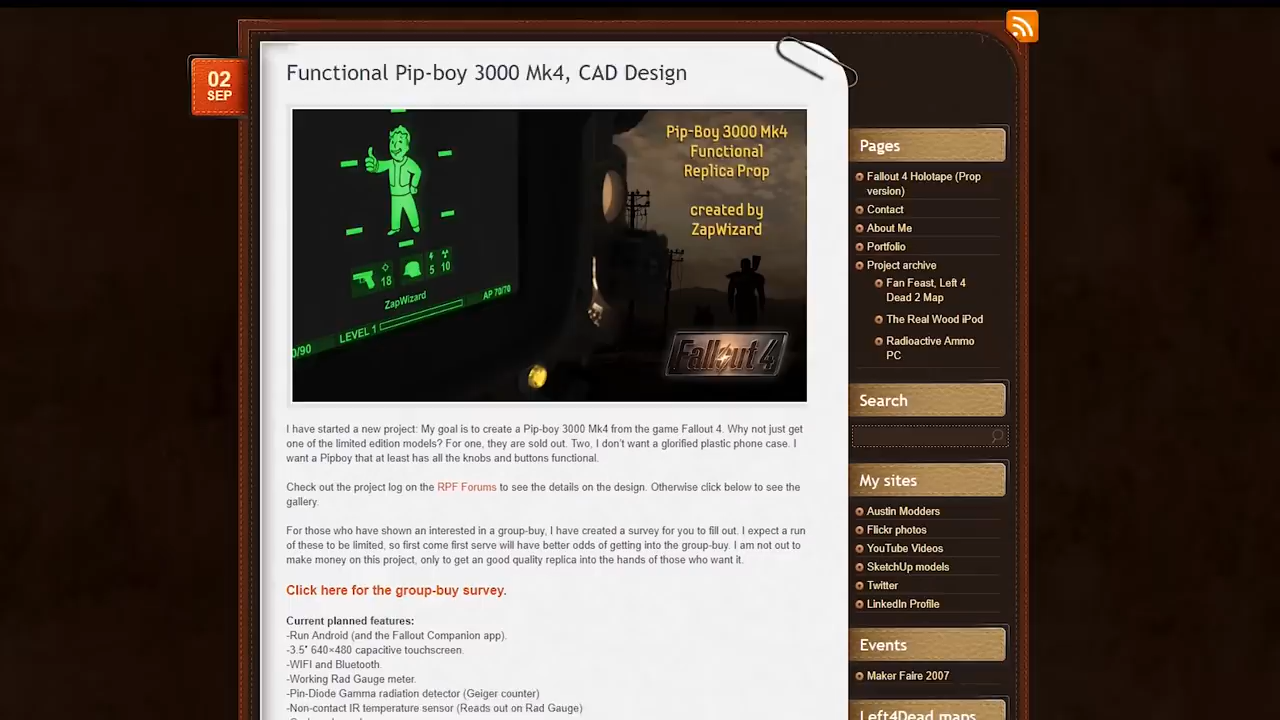 02
SEP
Functional Pip-boy 3000 Mk4, CAD Design
Pip-Boy 3000 Mk4
Functional
Replica Prop
created by
ZapWizard
18
5 10
ZapWizard
LEVEL 1
AP 70/70
0/90
Fallout 4
I have started a new project: My goal is to create a Pip-boy 3000 Mk4 from the game Fallout 4. Why not just get
one of the limited edition models? For one, they are sold out. Two, I don't want a glorified plastic phone case. I
want a Pipboy that at least has all the knobs and buttons functional.
Check out the project log on the RPF Forums to see the details on the design. Otherwise click below to see the
gallery.
For those who have shown an interested in a group-buy, I have created a survey for you to fill out. I expect a run
of these to be limited, so first come first serve will have better odds of getting into the group-buy. I am not out to
make money on this project, only to get an good quality replica into the hands of those who want it.
Click here for the group-buy survey.
Current planned features:
-Run Android (and the Fallout Companion app).
-3.5" 640×480 capacitive touchscreen.
-WIFI and Bluetooth.
-Working Rad Gauge meter.
-Pin-Diode Gamma radiation detector (Geiger counter)
-Non-contact IR temperature sensor (Reads out on Rad Gauge)
Pages
Fallout 4 Holotape (Prop
version)
Contact
About Me
Portfolio
Project archive
Fan Feast, Left 4
Dead 2 Map
The Real Wood iPod
Radioactive Ammo
PC
Search
My sites
Austin Modders
Flickr photos
YouTube Videos
SketchUp models
Twitter
LinkedIn Profile
Events
Maker Faire 2007
Left4Dead maps